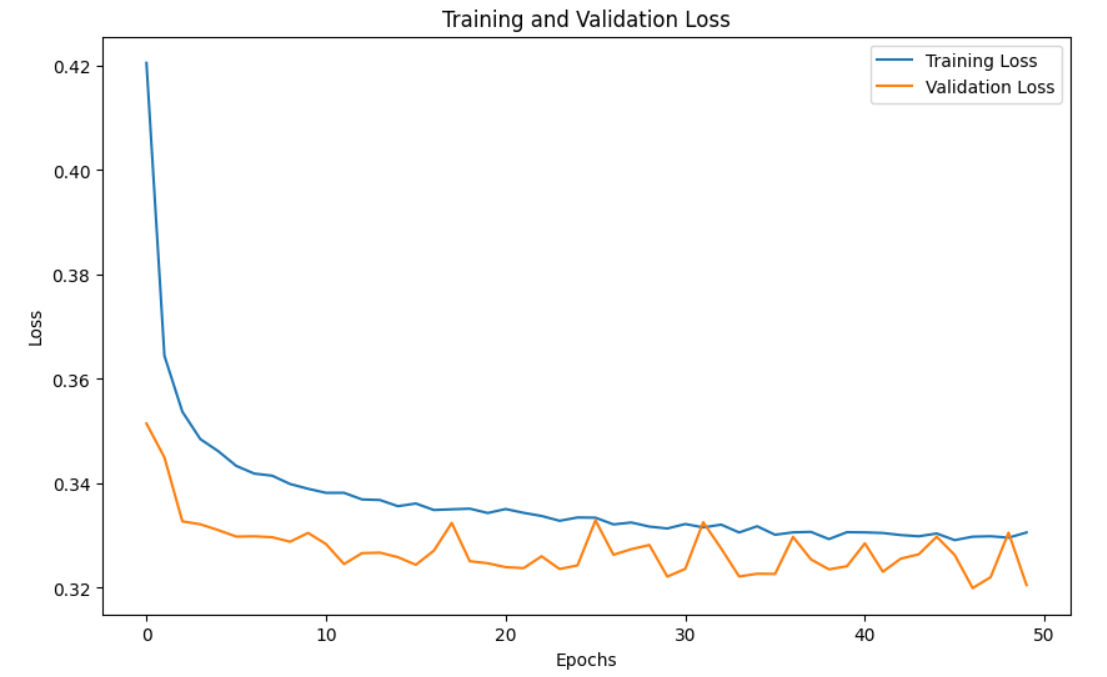 Training and Validation Loss
Training Loss
Validation Loss
0.42
0.40
0.38
0.36
0.34
0.32
Loss
0 10 20 30 40 50
Epochs